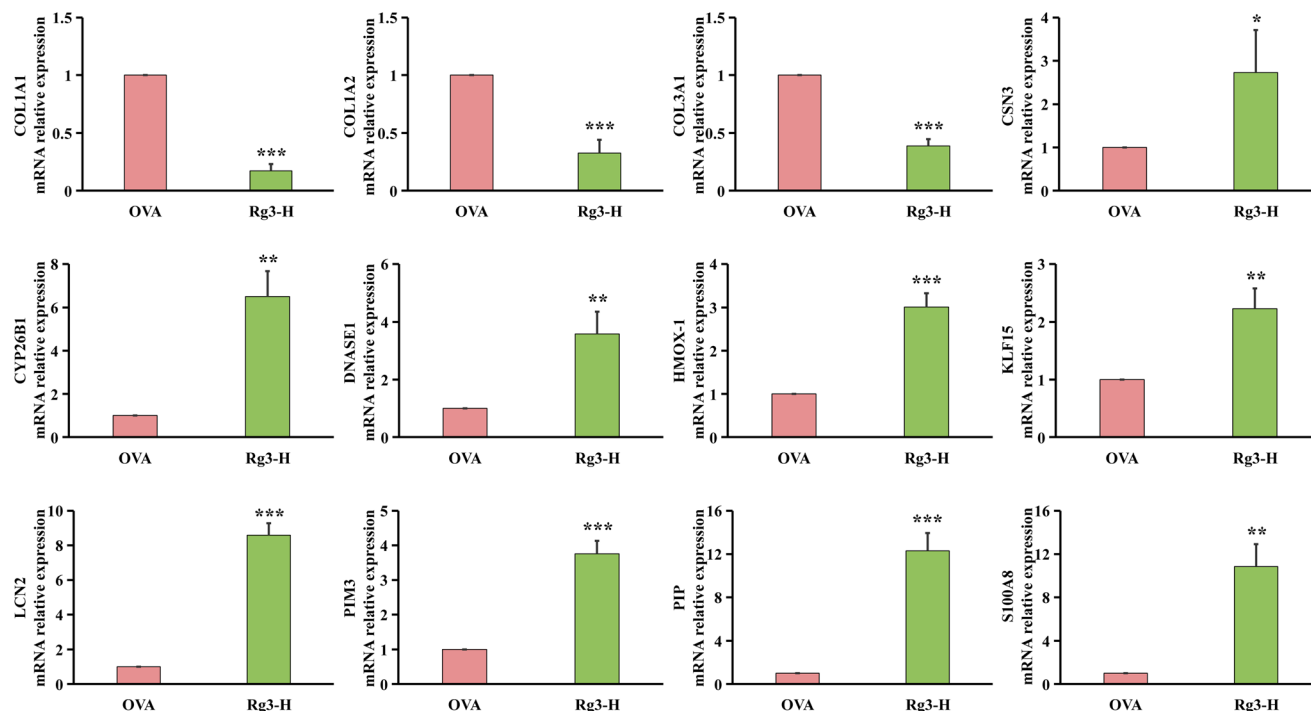 COL1A1
mRNA relative expression
1.5
1
0.5
0
***
OVA Rg3-H
COL1A2
mRNA relative expression
1.5
1
0.5
0
***
OVA Rg3-H
COL3A1
mRNA relative expression
1.5
1
0.5
0
***
OVA Rg3-H
CSN3
mRNA relative expression
4
3
2
1
0
*
OVA Rg3-H
CYP26B1
mRNA relative expression
8
6
4
2
0
**
OVA Rg3-H
DNASE1
mRNA relative expression
6
4
2
0
**
OVA Rg3-H
HMOX-1
mRNA relative expression
4
3
2
1
0
***
OVA Rg3-H
KLF15
mRNA relative expression
3
2
1
0
**
OVA Rg3-H
LCN2
mRNA relative expression
10
8
6
4
2
0
***
OVA Rg3-H
PIM3
mRNA relative expression
5
4
3
2
1
0
***
OVA Rg3-H
PIP
mRNA relative expression
16
12
8
4
0
***
OVA Rg3-H
S100A8
mRNA relative expression
16
12
8
4
0
**
OVA Rg3-H